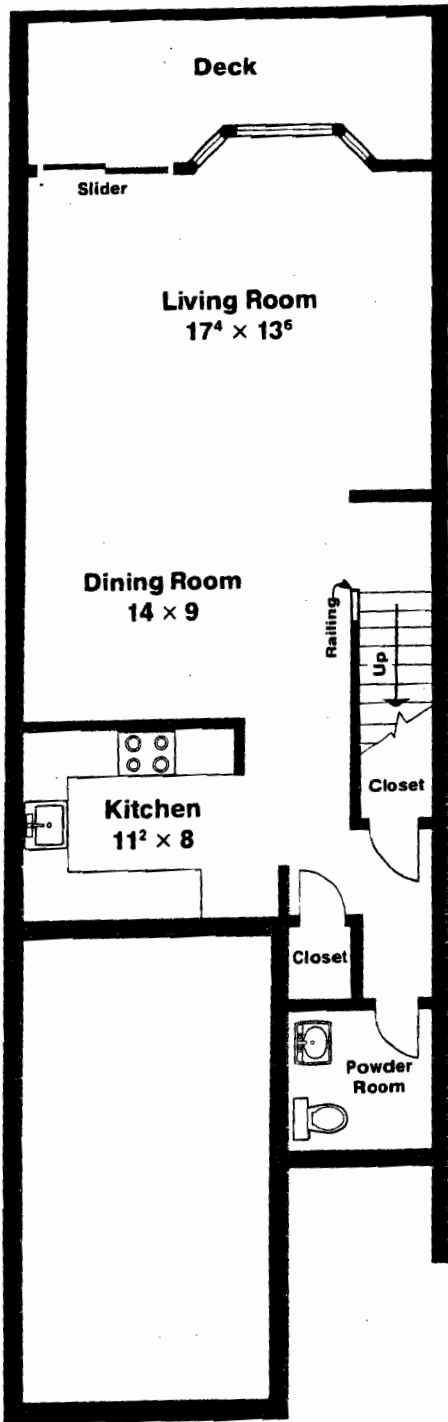 Deck
Slider
Living Room
17⁴ × 13⁶
Dining Room
14 × 9
Railing
Up
Kitchen
11² × 8
Closet
Closet
Powder
Room